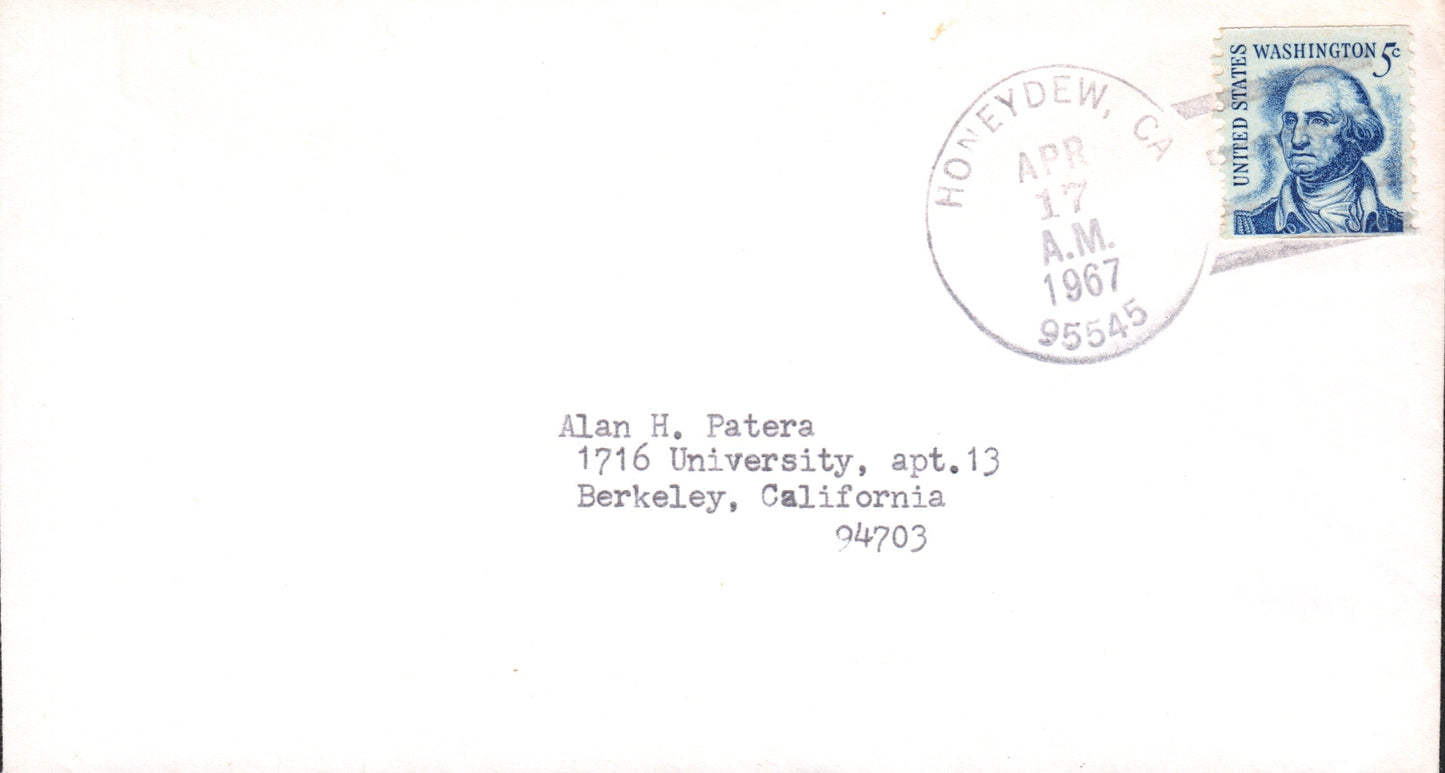 UNITED STATES
WASHINGTON 5c
HONEYDEW, CA
APR
17
A.M.
1967
95545
Alan H. Patera
1716 University, apt.13
Berkeley, California
94703